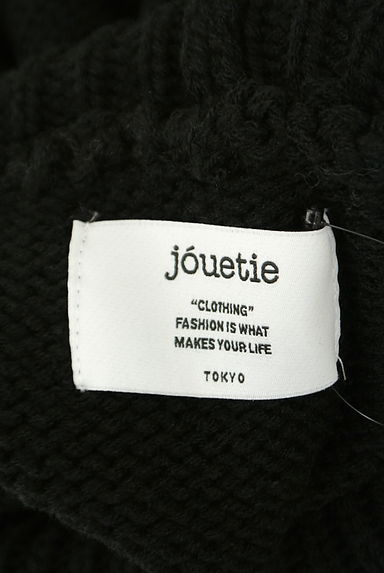 jóuetie
“CLOTHING”
FASHION IS WHAT
MAKES YOUR LIFE
TOKYO